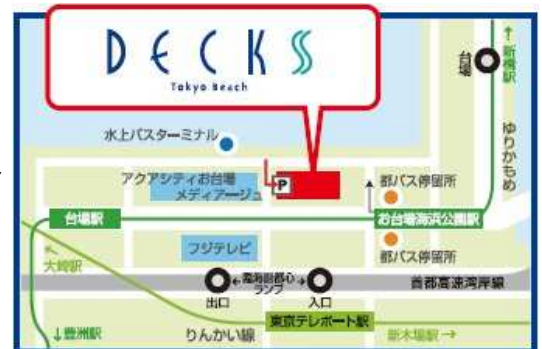 DECKS
Tokyo Beach
台場
↑新橋駅
水上バスターミナル
ゆりかもめ
アクアシティお台場
メディアージュ
P
都バス停留所
台場駅
お台場海浜公園駅
フジテレビ
都バス停留所
大崎駅
臨海副都心
ランプ
出口
入口
首都高速湾岸線
東京テレポート駅
↓豊洲駅
りんかい線
新木場駅→